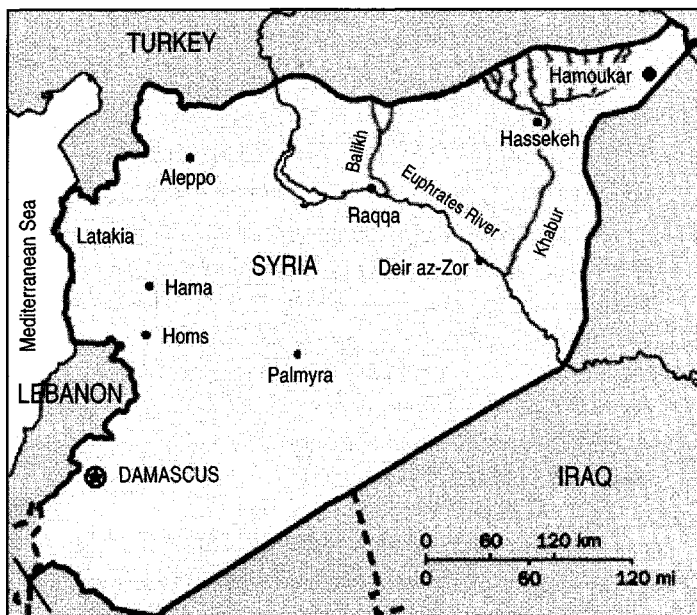 TURKEY
Hamoukar
Hassekeh
Balikh
Aleppo
Euphrates River
Raqqa
Khabur
Latakia
Mediterranean Sea
SYRIA
Deir az-Zor
Hama
Homs
Palmyra
LEBANON
DAMASCUS
IRAQ
0 60 120 km
0 60 120 mi